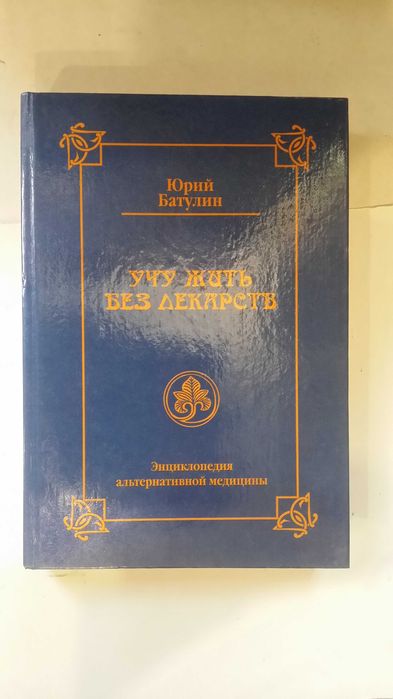 Юрий
Батулин
УЧУ ЖИТЬ
БЕЗ ЛЕКАРСТВ
Энциклопедия
альтернативной медицины